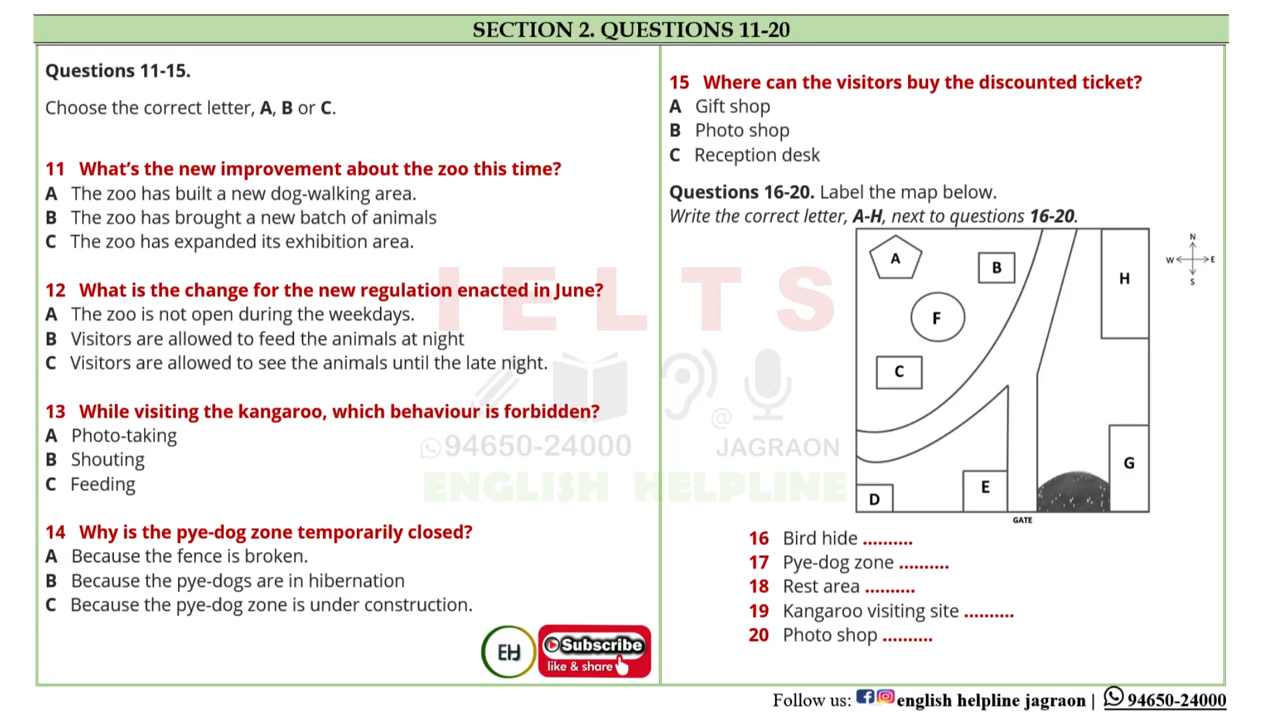 SECTION 2. QUESTIONS 11-20
Questions 11-15.
Choose the correct letter, A, B or C.
11 What's the new improvement about the zoo this time?
A The zoo has built a new dog-walking area.
B The zoo has brought a new batch of animals
C The zoo has expanded its exhibition area.
12 What is the change for the new regulation enacted in June?
A The zoo is not open during the weekdays.
B Visitors are allowed to feed the animals at night
C Visitors are allowed to see the animals until the late night.
13 While visiting the kangaroo, which behaviour is forbidden?
A Photo-taking
B Shouting
C Feeding
14 Why is the pye-dog zone temporarily closed?
A Because the fence is broken.
B Because the pye-dogs are in hibernation
C Because the pye-dog zone is under construction.
EH
Subscribe
like & share
15 Where can the visitors buy the discounted ticket?
A Gift shop
B Photo shop
C Reception desk
Questions 16-20. Label the map below.
Write the correct letter, A-H, next to questions 16-20.
N
W E
S
A
B
H
F
C
G
E
D
GATE
16 Bird hide ..........
17 Pye-dog zone ..........
18 Rest area ..........
19 Kangaroo visiting site ..........
20 Photo shop ..........
IELTS
94650-24000 @ JAGRAON
ENGLISH HELPLINE
Follow us: english helpline jagraon | 94650-24000